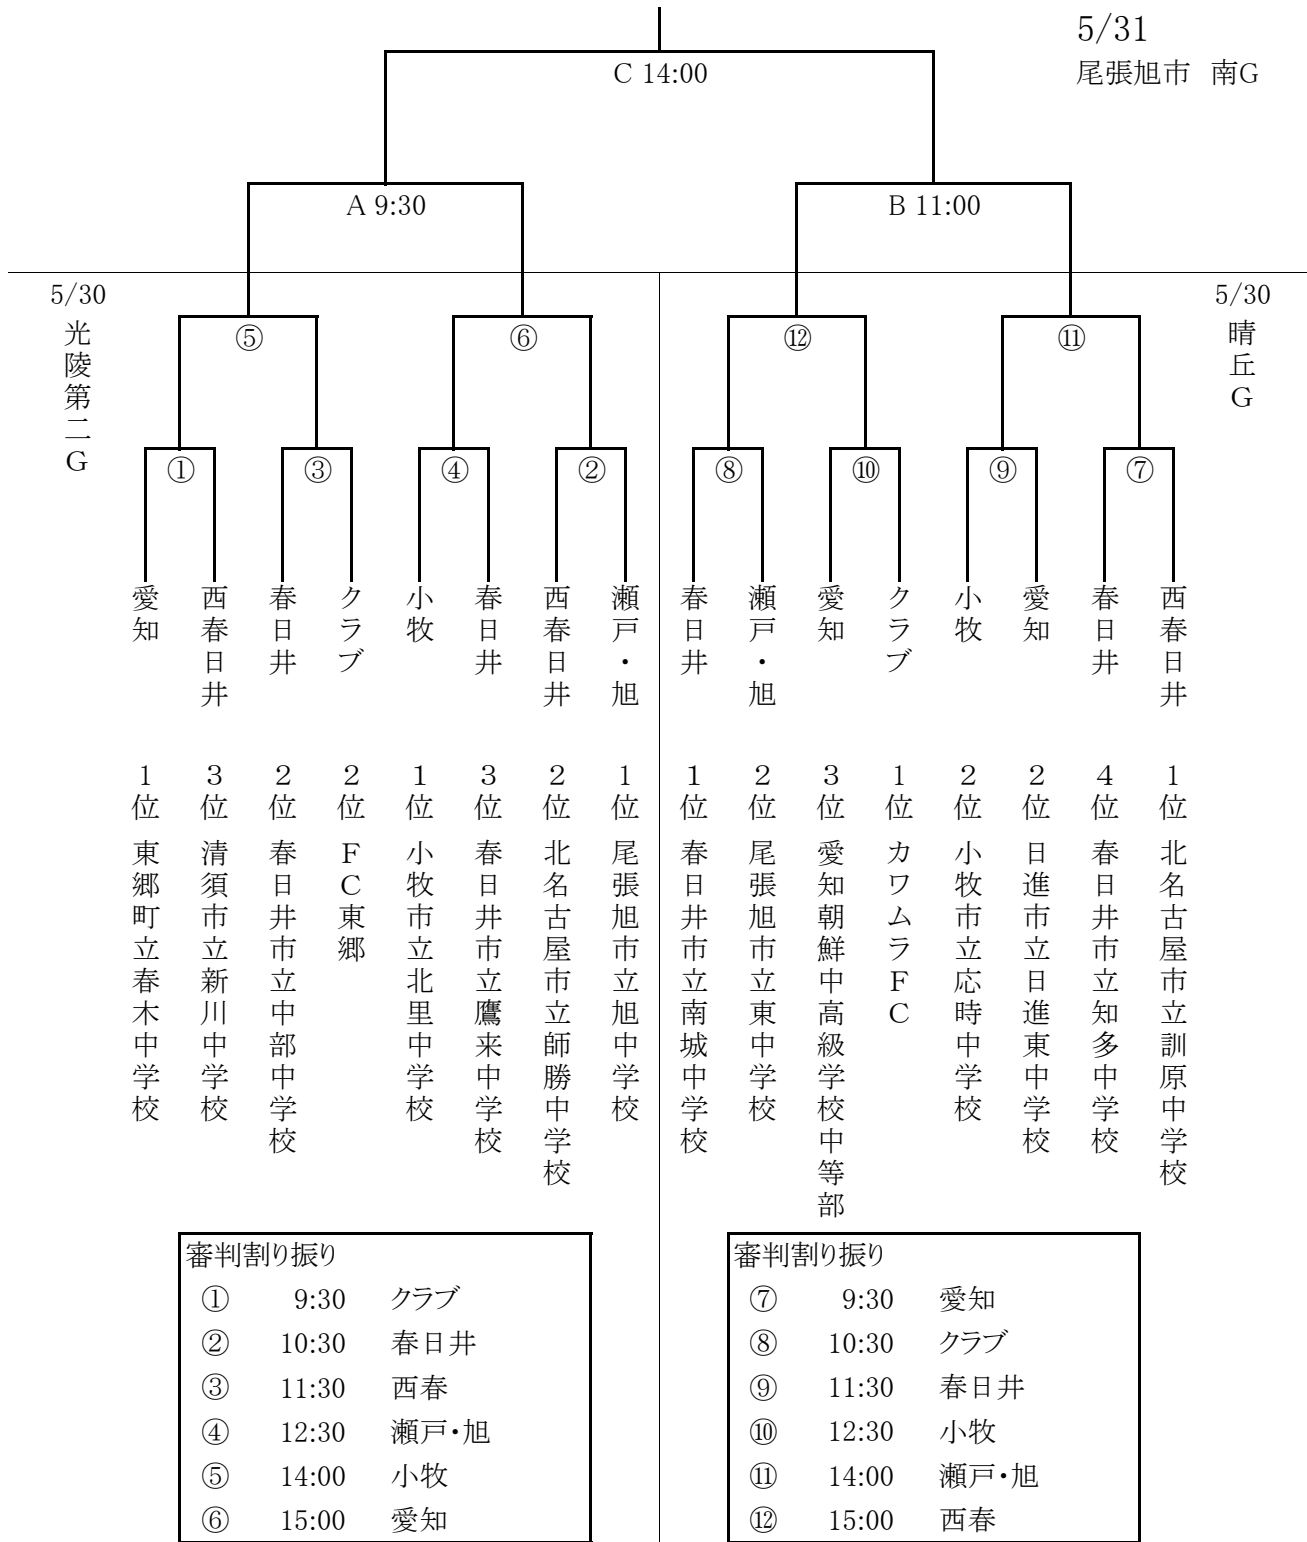 5/31
尾張旭市 南G
C 14:00
A 9:30
B 11:00
5/30
光陵第二G
5/30
晴丘G
⑤
⑥
⑫
⑪
①
③
④
②
⑧
⑩
⑨
⑦
愛知
西春日井
春日井
クラブ
小牧
春日井
西春日井
瀬戸・旭
春日井
瀬戸・旭
愛知
クラブ
小牧
愛知
春日井
西春日井
1位 東郷町立春木中学校
3位 清須市立新川中学校
2位 春日井市立中部中学校
2位 FC東郷
1位 小牧市立北里中学校
3位 春日井市立鷹来中学校
2位 北名古屋市立師勝中学校
1位 尾張旭市立旭中学校
1位 春日井市立南城中学校
2位 尾張旭市立東中学校
3位 愛知朝鮮中高級学校中等部
1位 カワムラFC
2位 小牧市立応時中学校
2位 日進市立日進東中学校
4位 春日井市立知多中学校
1位 北名古屋市立訓原中学校
審判割り振り
① 9:30 クラブ
② 10:30 春日井
③ 11:30 西春
④ 12:30 瀬戸・旭
⑤ 14:00 小牧
⑥ 15:00 愛知
審判割り振り
⑦ 9:30 愛知
⑧ 10:30 クラブ
⑨ 11:30 春日井
⑩ 12:30 小牧
⑪ 14:00 瀬戸・旭
⑫ 15:00 西春